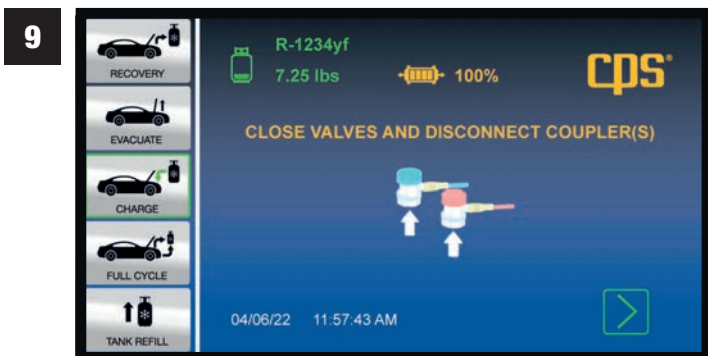 9
RECOVERY
EVACUATE
CHARGE
FULL CYCLE
TANK REFILL
R-1234yf
7.25 lbs
100%
cps®
CLOSE VALVES AND DISCONNECT COUPLER(S)
04/06/22 11:57:43 AM